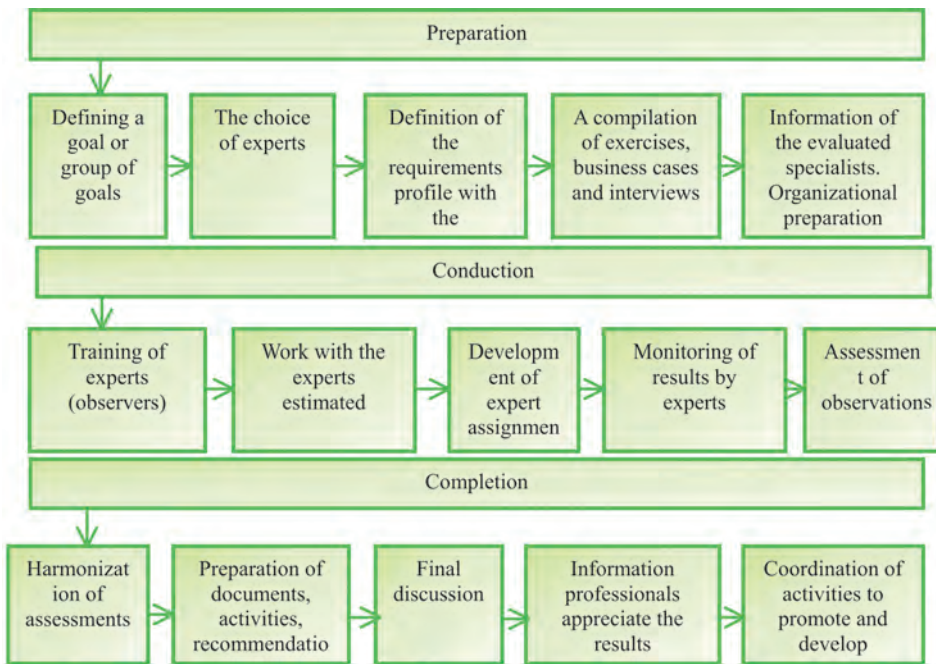 Preparation
Defining a
goal or
group of
goals
The choice
of experts
Definition of
the
requirements
profile with
the
A compilation
of exercises,
business cases
and interviews
Information of
the evaluated
specialists.
Organizational
preparation
Conduction
Training of
experts
(observers)
Work with the
experts
estimated
Developm
ent of
expert
assignmen
Monitoring of
results by
experts
Assessmen
t of
observations
Completion
Harmonizat
ion of
assessments
Preparation of
documents,
activities,
recommendatio
Final
discussion
Information
professionals
appreciate the
results
Coordination of
activities to
promote and
develop